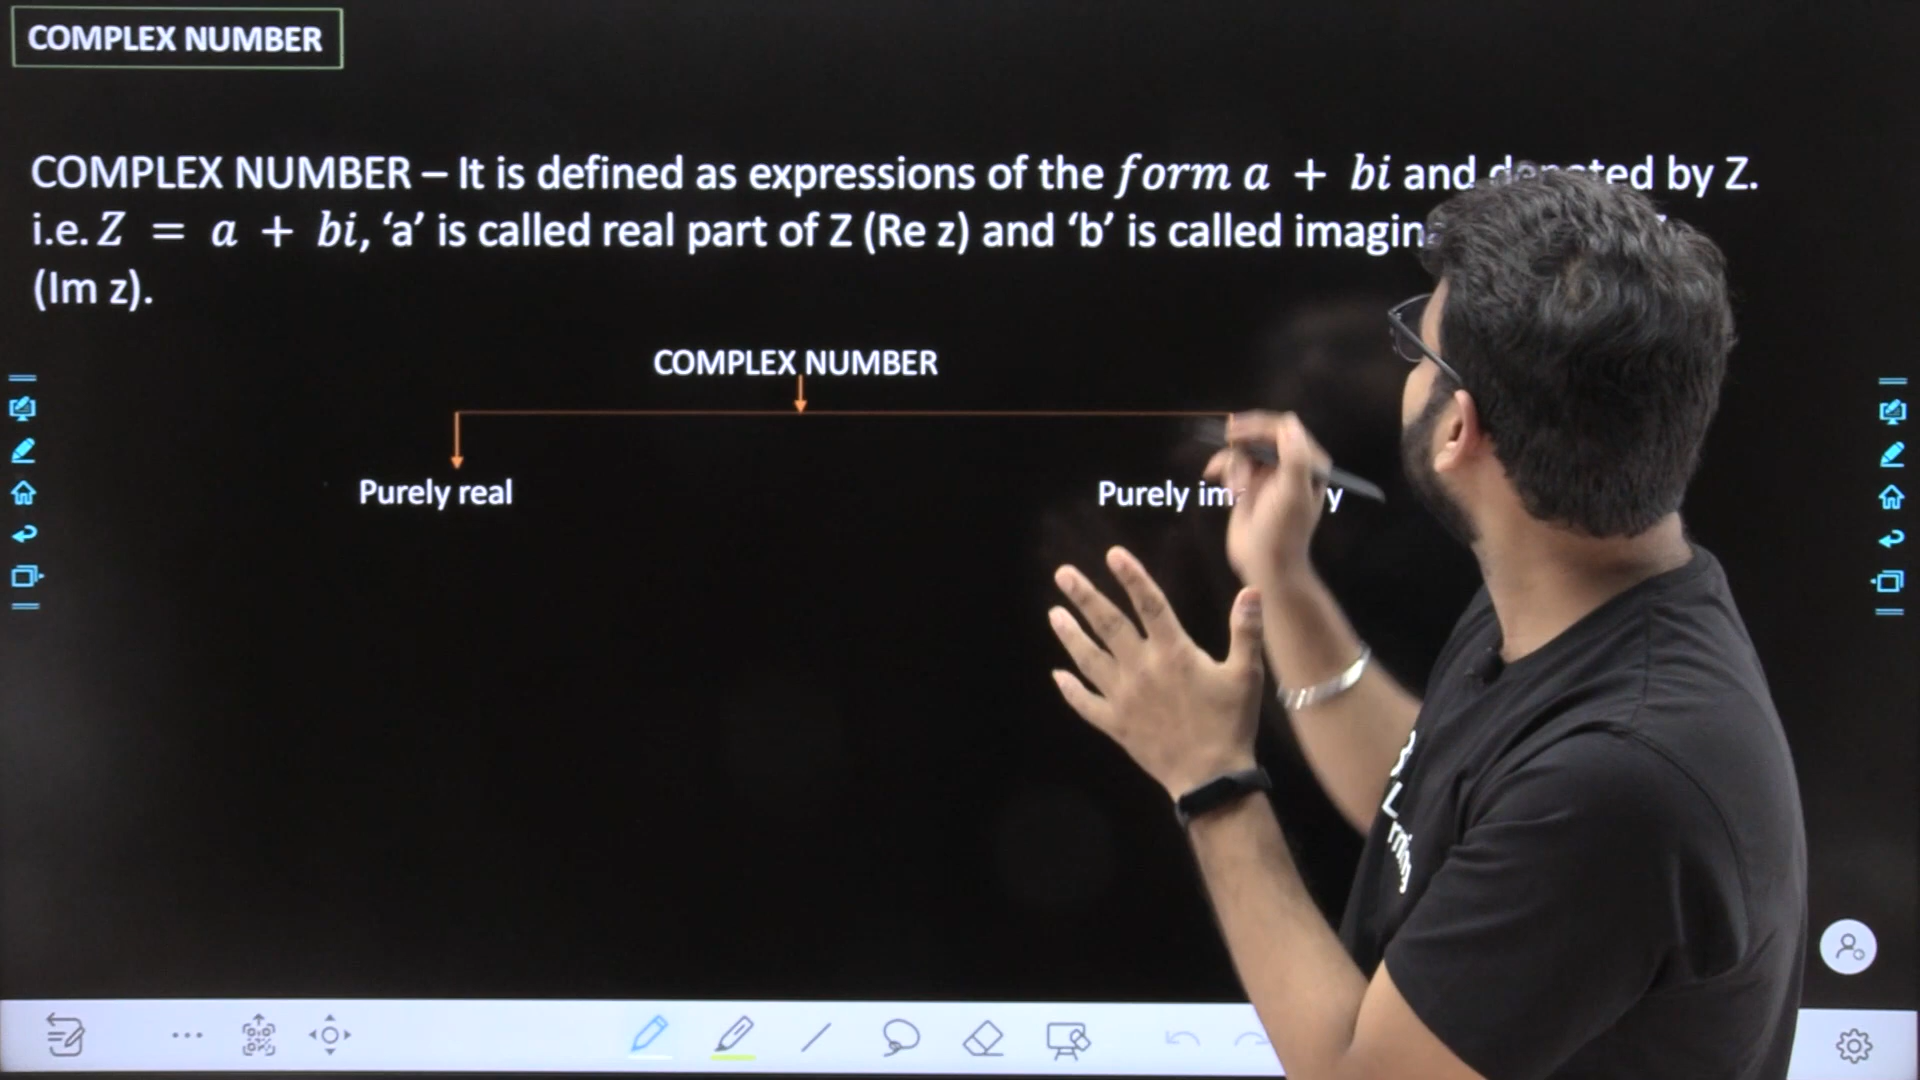 COMPLEX NUMBER
COMPLEX NUMBER – It is defined as expressions of the form a + bi and denoted by Z.
i.e. Z = a + bi, ‘a’ is called real part of Z (Re z) and ‘b’ is called
(Im z).
COMPLEX NUMBER
Purely real
Purely